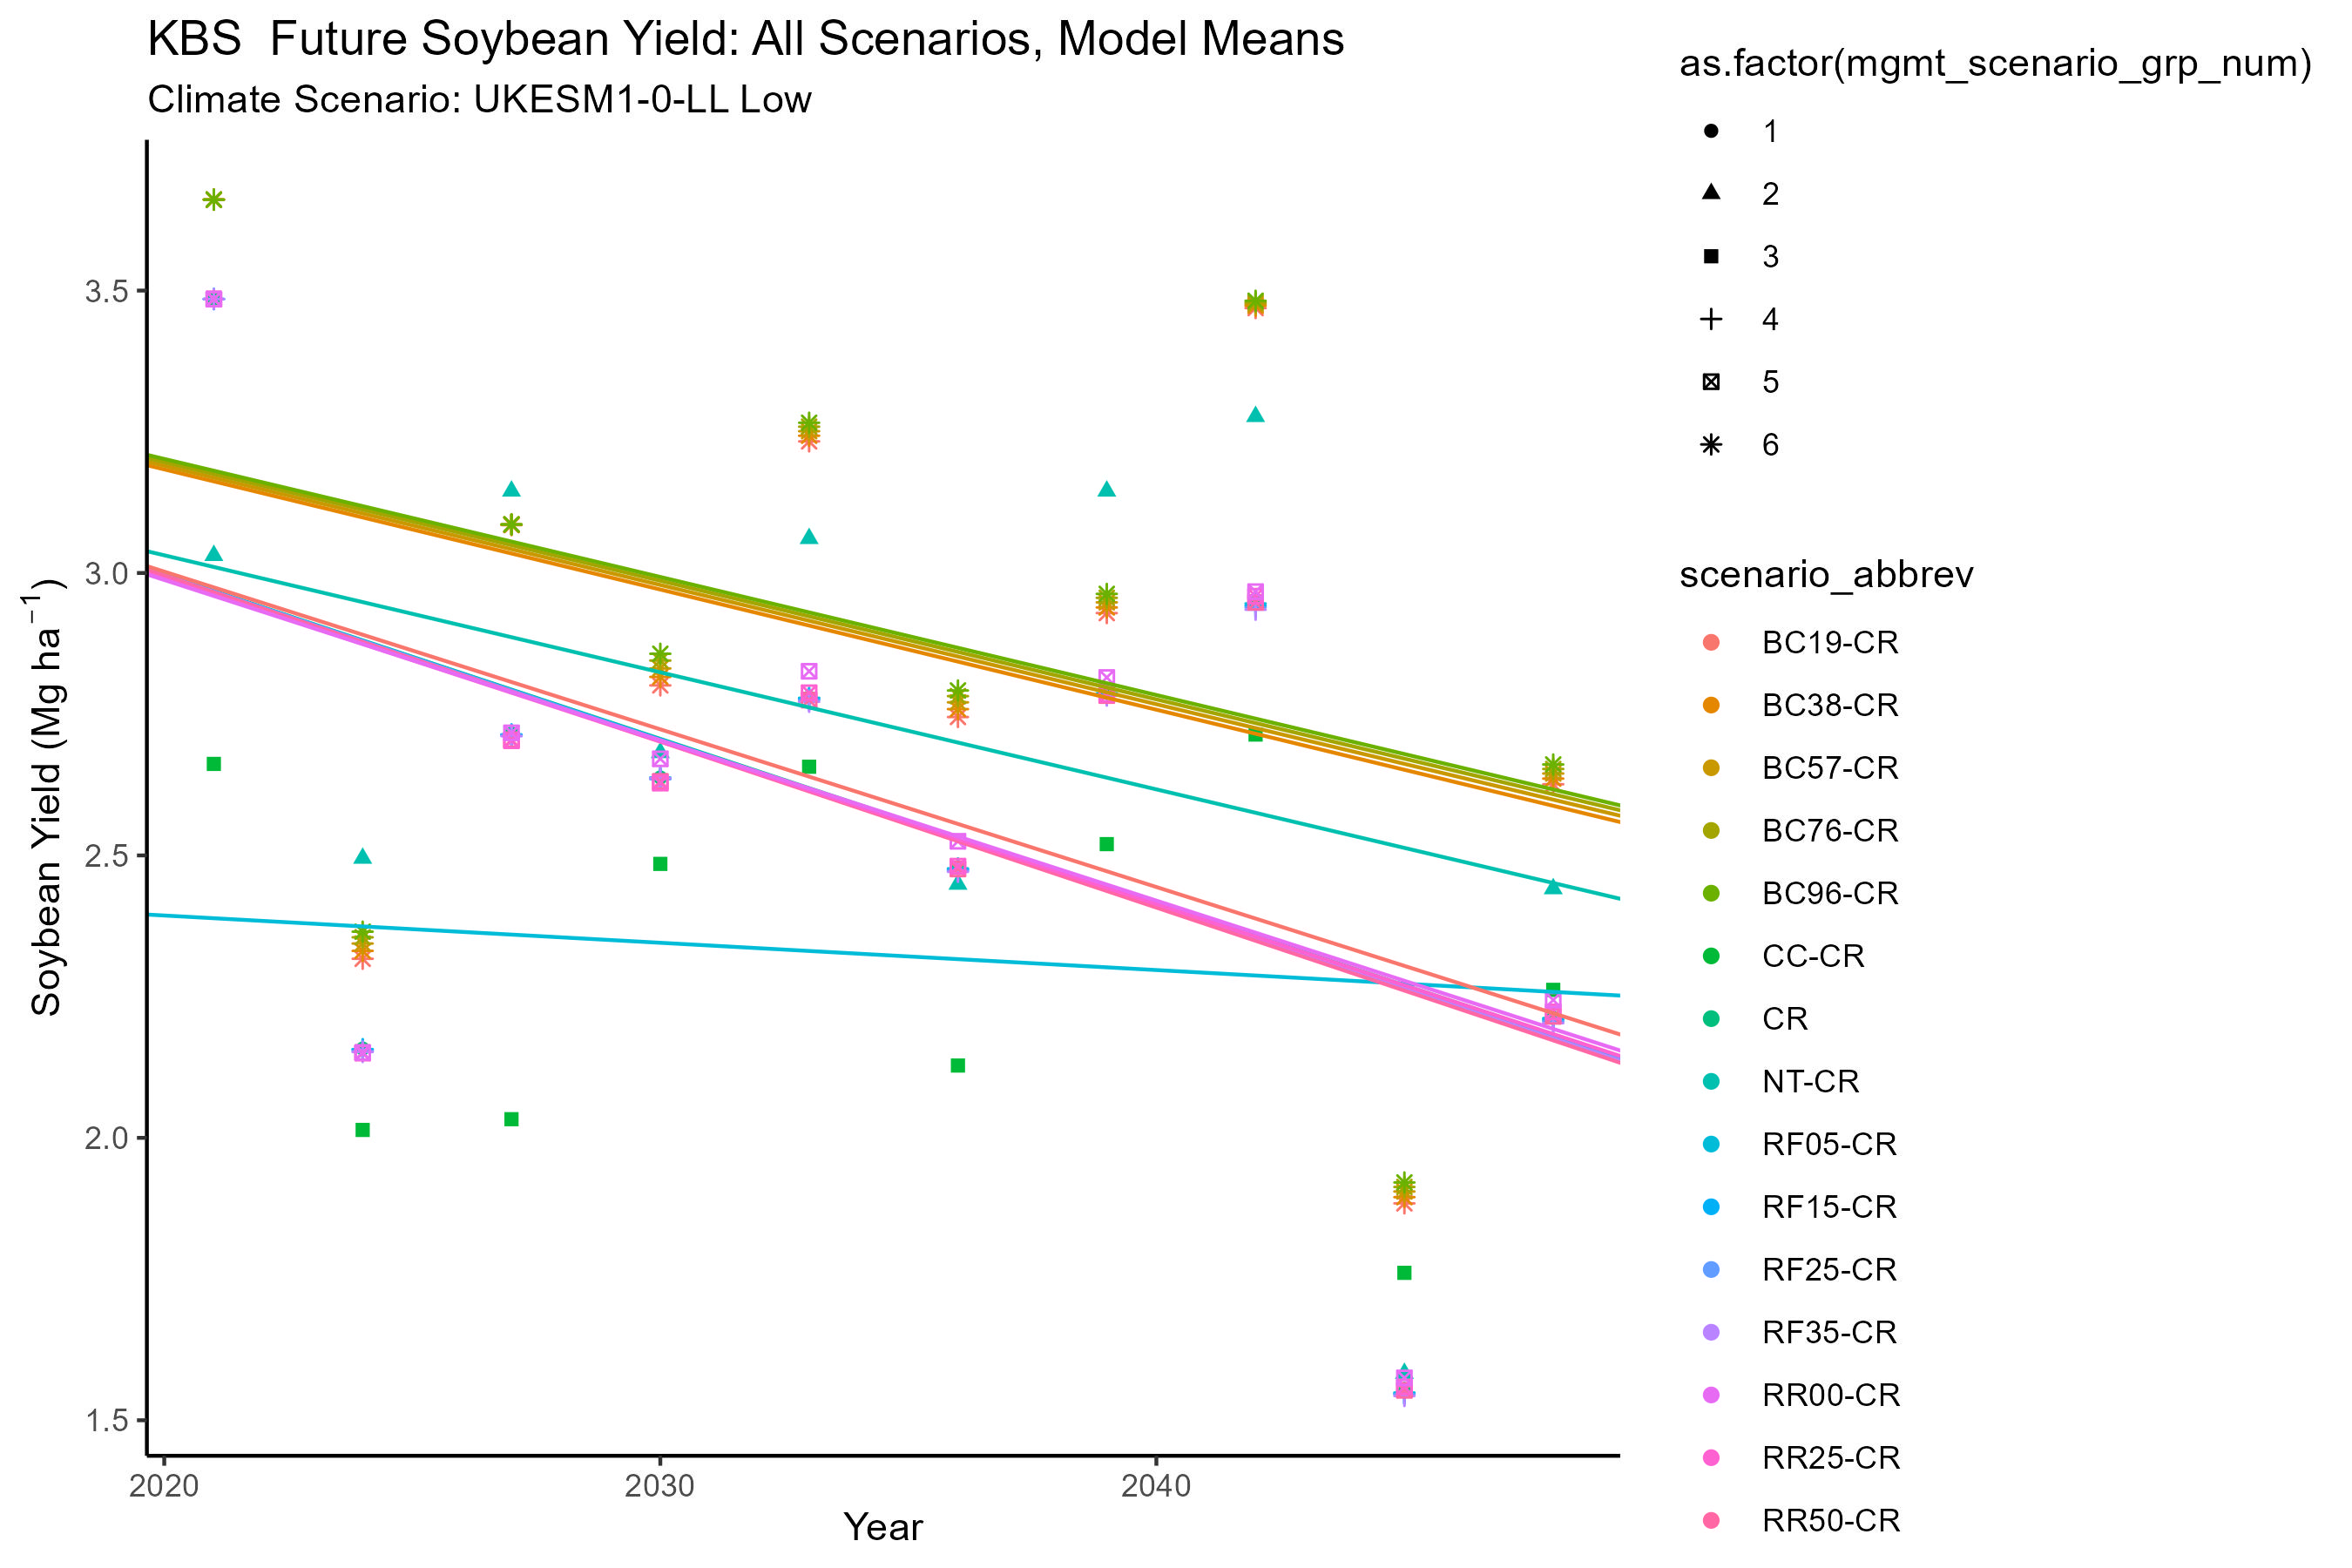 KBS  Future Soybean Yield: All Scenarios, Model Means
Climate Scenario: UKESM1-0-LL Low
Soybean Yield (Mg ha⁻¹)
3.5
3.0
2.5
2.0
1.5
2020
2030
2040
Year
as.factor(mgmt_scenario_grp_num)
1
2
3
4
5
6
scenario_abbrev
BC19-CR
BC38-CR
BC57-CR
BC76-CR
BC96-CR
CC-CR
CR
NT-CR
RF05-CR
RF15-CR
RF25-CR
RF35-CR
RR00-CR
RR25-CR
RR50-CR